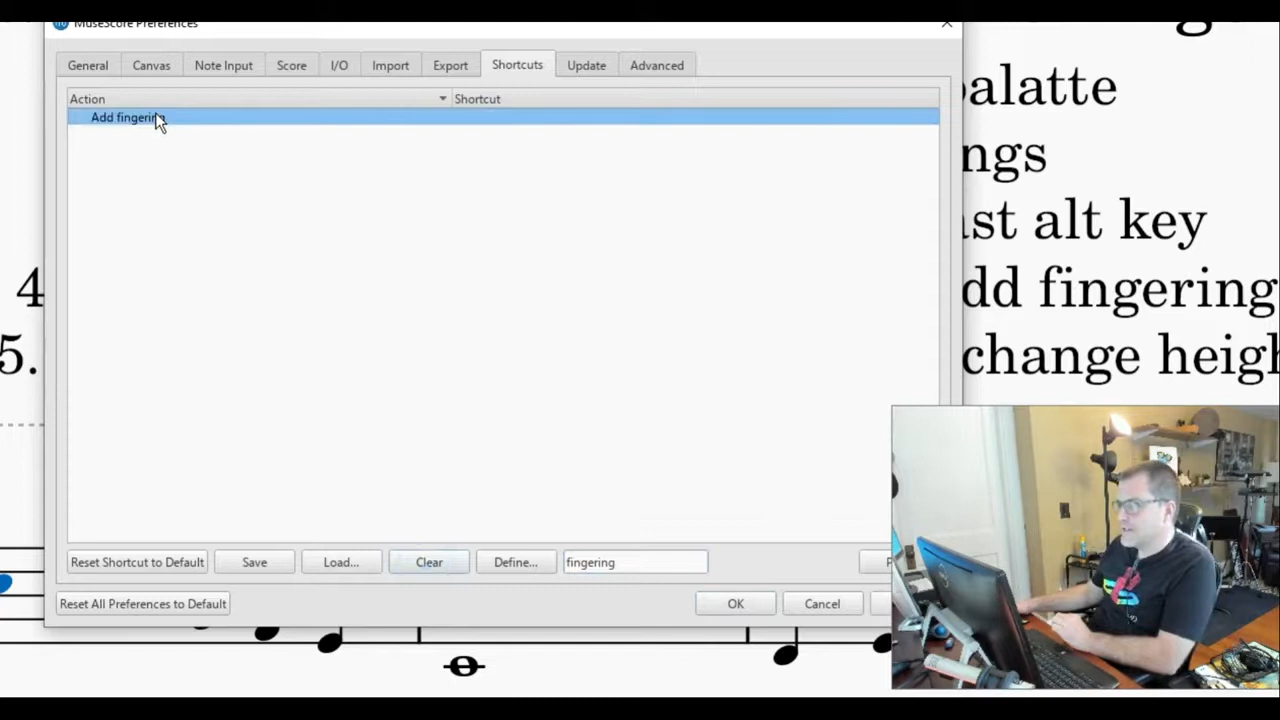 MuseScore Preferences
General Canvas Note Input Score I/O Import Export Shortcuts Update Advanced
Action Shortcut
Add fingering
palatte
ngs
ast alt key
4
dd fingering
5.
change heigh
Reset Shortcut to Default Save Load... Clear Define... fingering P
Reset All Preferences to Default OK Cancel